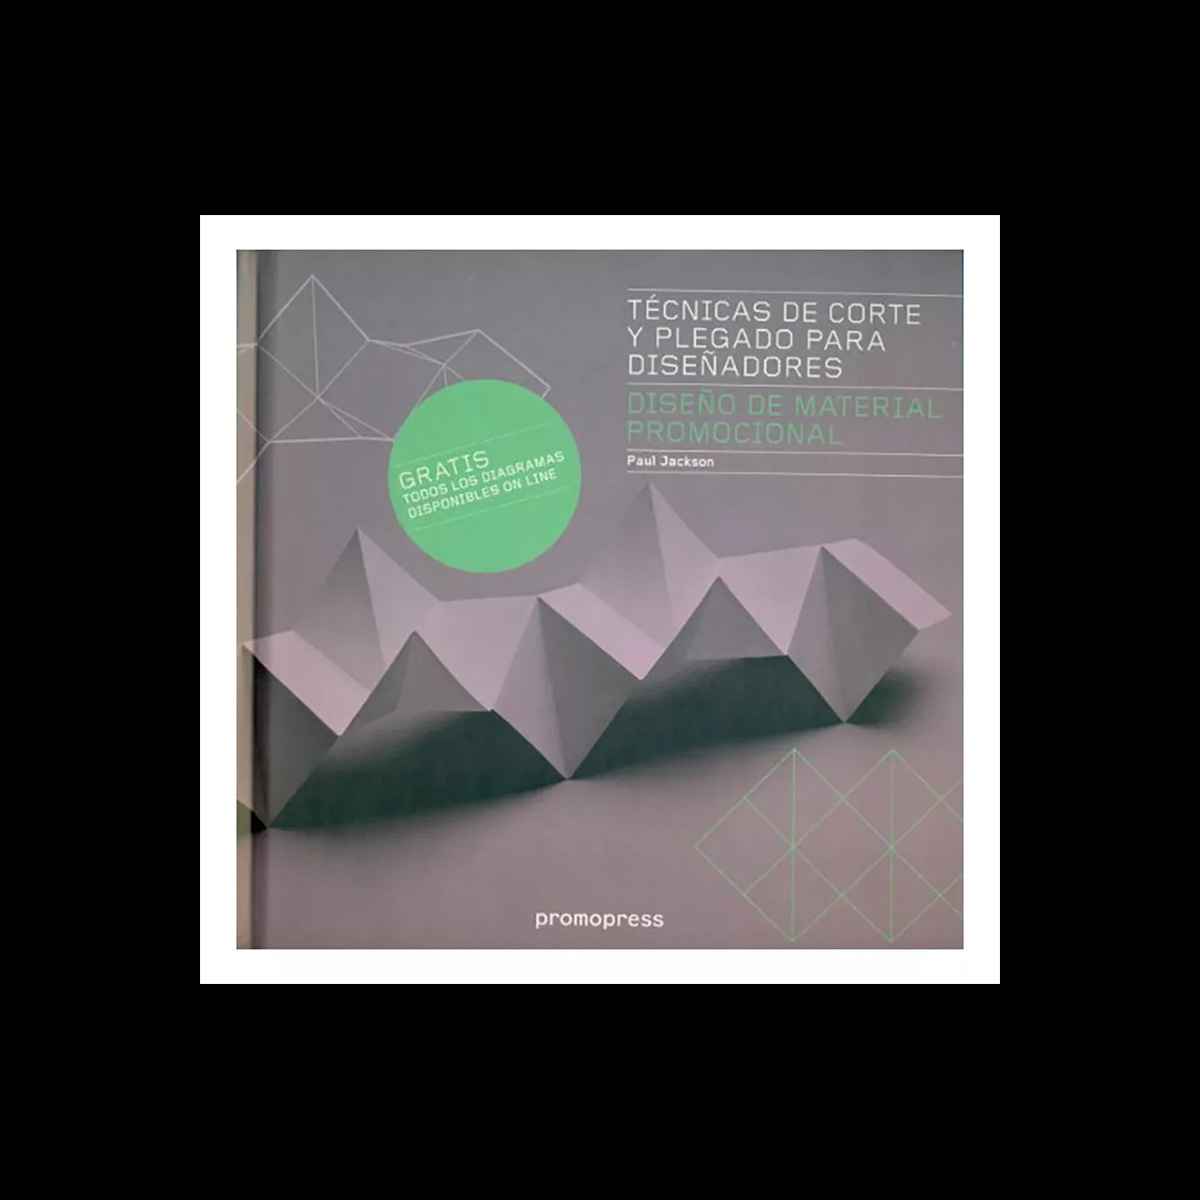 TÉCNICAS DE CORTE
Y PLEGADO PARA
DISEÑADORES
DISEÑO DE MATERIAL
PROMOCIONAL
Paul Jackson
GRATIS
TODOS LOS DIAGRAMAS
DISPONIBLES ON LINE
promopress